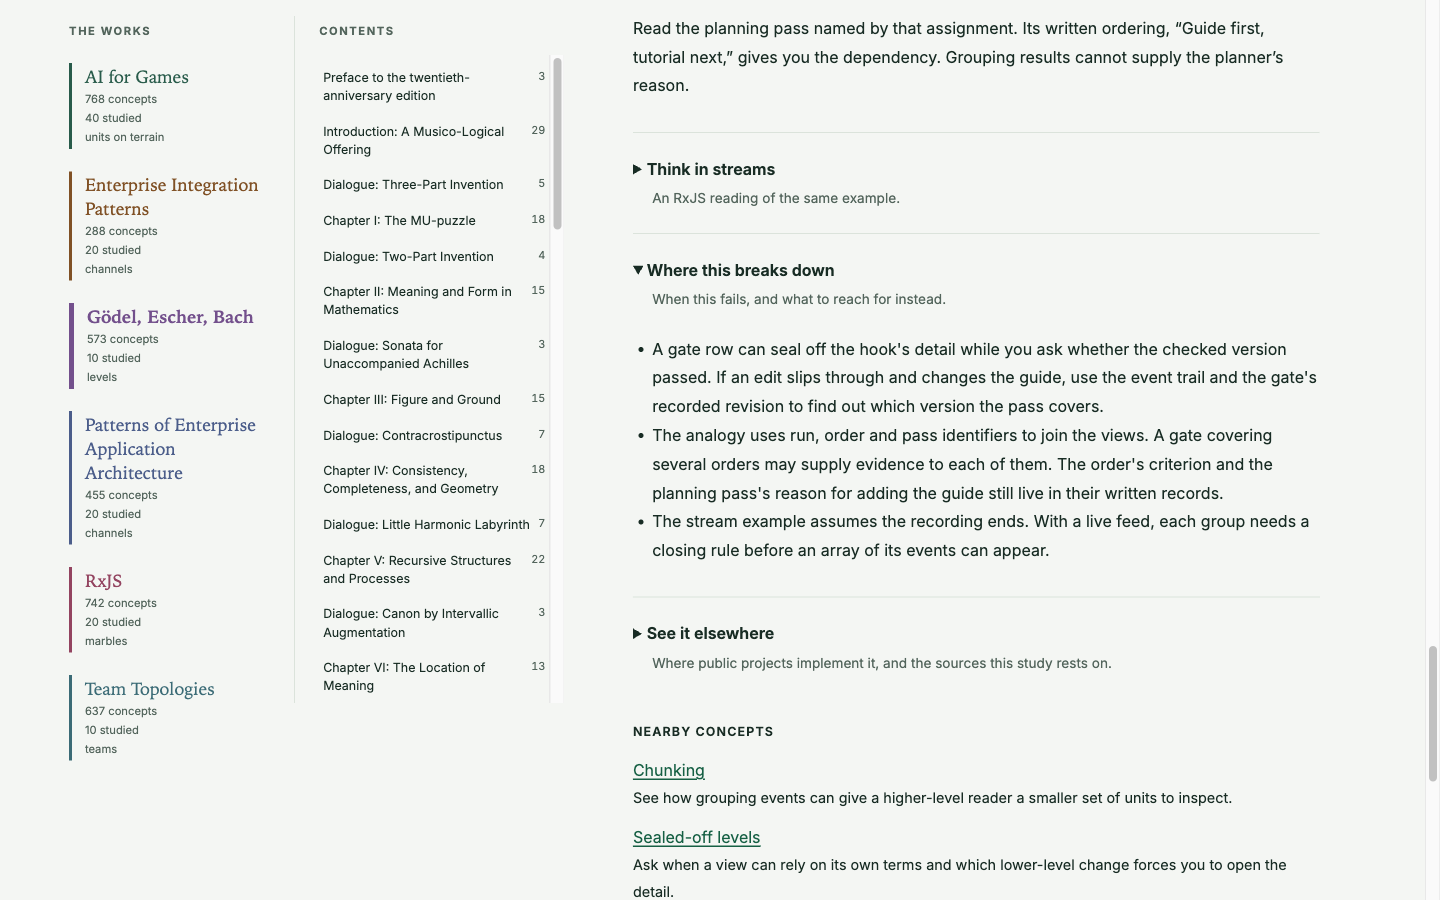 THE WORKS
AI for Games
768 concepts
40 studied
units on terrain
Enterprise Integration
Patterns
288 concepts
20 studied
channels
Gödel, Escher, Bach
573 concepts
10 studied
levels
Patterns of Enterprise
Application
Architecture
455 concepts
20 studied
channels
RxJS
742 concepts
20 studied
marbles
Team Topologies
637 concepts
10 studied
teams
CONTENTS
Preface to the twentieth- 3
anniversary edition
Introduction: A Musico-Logical 29
Offering
Dialogue: Three-Part Invention 5
Chapter I: The MU-puzzle 18
Dialogue: Two-Part Invention 4
Chapter II: Meaning and Form in 15
Mathematics
Dialogue: Sonata for 3
Unaccompanied Achilles
Chapter III: Figure and Ground 15
Dialogue: Contracrostipunctus 7
Chapter IV: Consistency, 18
Completeness, and Geometry
Dialogue: Little Harmonic Labyrinth 7
Chapter V: Recursive Structures 22
and Processes
Dialogue: Canon by Intervallic 3
Augmentation
Chapter VI: The Location of 13
Meaning
Read the planning pass named by that assignment. Its written ordering, “Guide first,
tutorial next,” gives you the dependency. Grouping results cannot supply the planner’s
reason.
Think in streams
An RxJS reading of the same example.
Where this breaks down
When this fails, and what to reach for instead.
• A gate row can seal off the hook's detail while you ask whether the checked version
passed. If an edit slips through and changes the guide, use the event trail and the gate's
recorded revision to find out which version the pass covers.
• The analogy uses run, order and pass identifiers to join the views. A gate covering
several orders may supply evidence to each of them. The order's criterion and the
planning pass's reason for adding the guide still live in their written records.
• The stream example assumes the recording ends. With a live feed, each group needs a
closing rule before an array of its events can appear.
See it elsewhere
Where public projects implement it, and the sources this study rests on.
NEARBY CONCEPTS
Chunking
See how grouping events can give a higher-level reader a smaller set of units to inspect.
Sealed-off levels
Ask when a view can rely on its own terms and which lower-level change forces you to open the
detail.